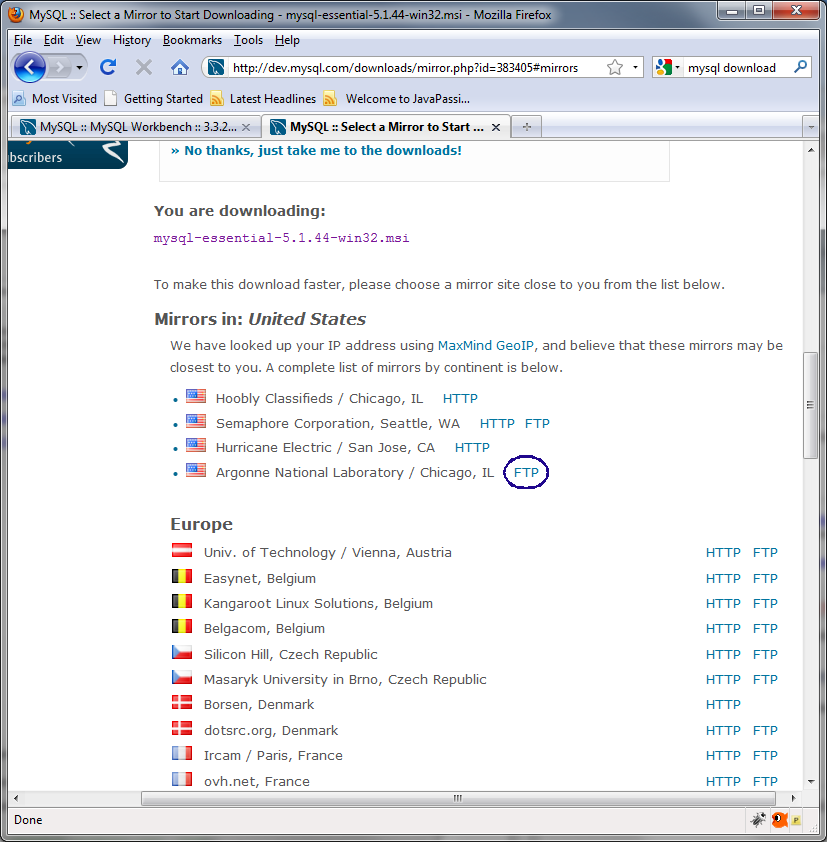 MySQL :: Select a Mirror to Start Downloading - mysql-essential-5.1.44-win32.msi - Mozilla Firefox
File Edit View History Bookmarks Tools Help
http://dev.mysql.com/downloads/mirror.php?id=383405#mirrors mysql download
Most Visited Getting Started Latest Headlines Welcome to JavaPassi...
MySQL :: MySQL Workbench :: 3.3.2... MySQL :: Select a Mirror to Start ...
ubscribers
» No thanks, just take me to the downloads!
You are downloading:
mysql-essential-5.1.44-win32.msi
To make this download faster, please choose a mirror site close to you from the list below.
Mirrors in: United States
We have looked up your IP address using MaxMind GeoIP, and believe that these mirrors may be
closest to you. A complete list of mirrors by continent is below.
• Hoobly Classifieds / Chicago, IL HTTP
• Semaphore Corporation, Seattle, WA HTTP FTP
• Hurricane Electric / San Jose, CA HTTP
• Argonne National Laboratory / Chicago, IL FTP
Europe
Univ. of Technology / Vienna, Austria HTTP FTP
Easynet, Belgium HTTP FTP
Kangaroot Linux Solutions, Belgium HTTP FTP
Belgacom, Belgium HTTP FTP
Silicon Hill, Czech Republic HTTP FTP
Masaryk University in Brno, Czech Republic HTTP FTP
Borsen, Denmark HTTP
dotsrc.org, Denmark HTTP FTP
Ircam / Paris, France HTTP FTP
ovh.net, France HTTP FTP
Done